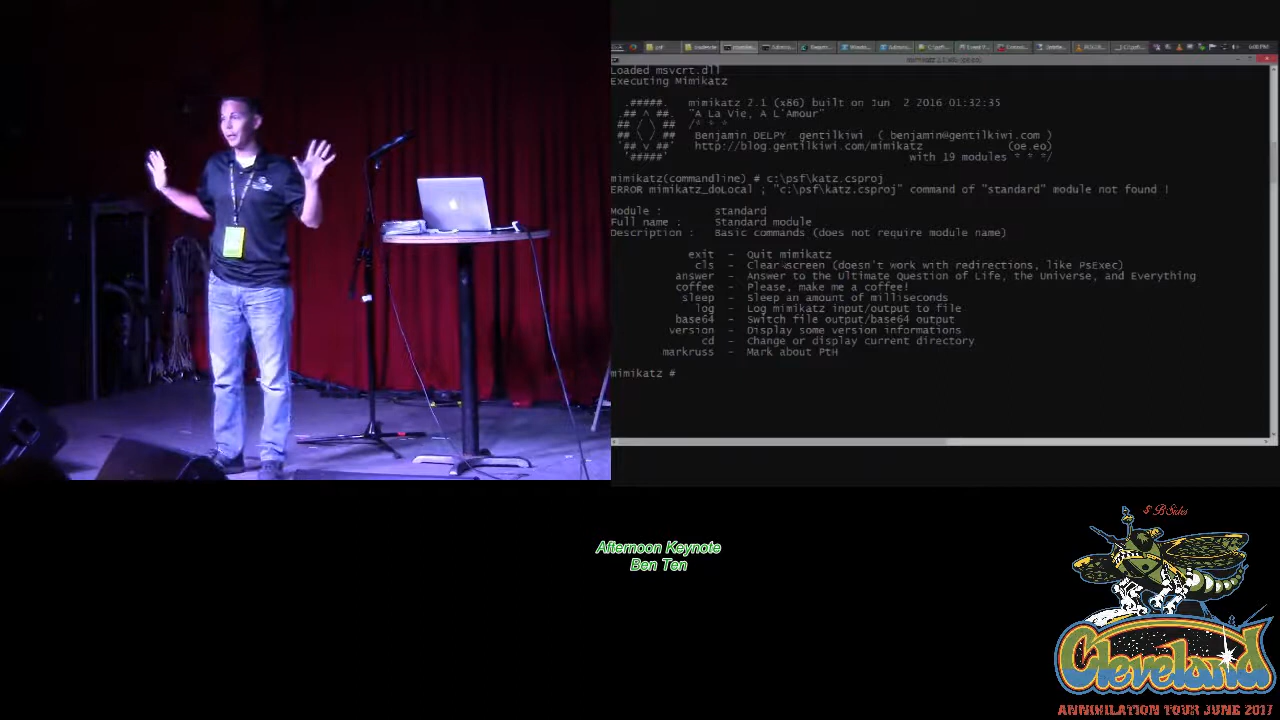 Loaded msvcrt.dll
Executing Mimikatz
.#####. mimikatz 2.1 (x86) built on Jun 2 2016 01:32:35
.## ^ ##. "A La Vie, A L'Amour"
## / \ ## /* * *
## \ / ## Benjamin DELPY gentilkiwi ( benjamin@gentilkiwi.com )
'## v ##' http://blog.gentilkiwi.com/mimikatz (oe.eo)
'#####' with 19 modules * * */
mimikatz(commandline) # c:\psf\katz.csproj
ERROR mimikatz_doLocal ; "c:\psf\katz.csproj" command of "standard" module not found !
Module : standard
Full name : Standard module
Description : Basic commands (does not require module name)
exit - Quit mimikatz
cls - Clear screen (doesn't work with redirections, like PsExec)
answer - Answer to the Ultimate Question of Life, the Universe, and Everything
coffee - Please, make me a coffee!
sleep - Sleep an amount of milliseconds
log - Log mimikatz input/output to file
base64 - Switch file output/base64 output
version - Display some version informations
cd - Change or display current directory
markruss - Mark about PtH
mimikatz #
Afternoon Keynote
Ben Ten
BSides
Cleveland
ANNIHILATION TOUR JUNE 2017